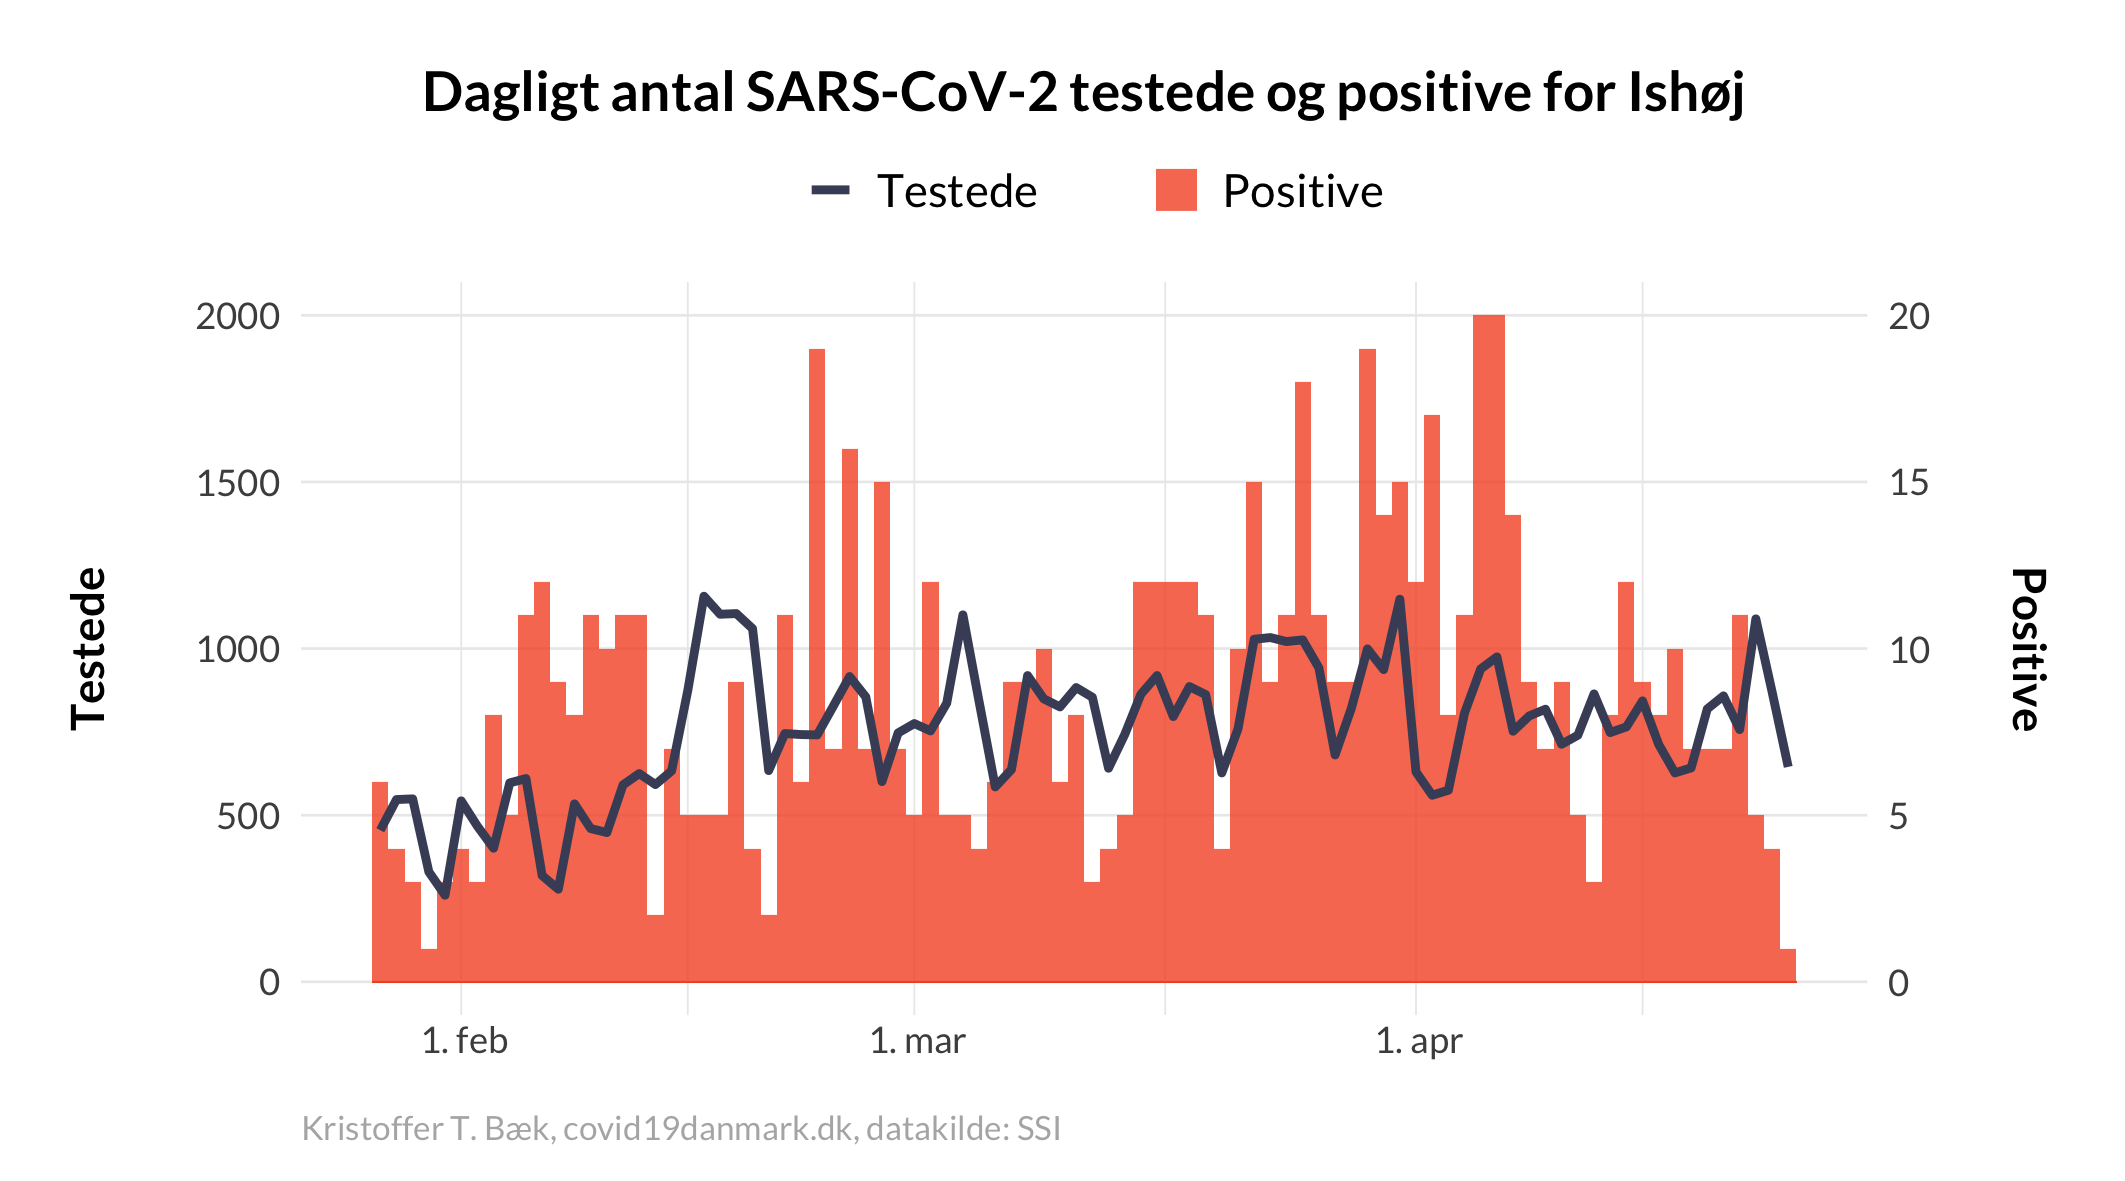 Dagligt antal SARS-CoV-2 testede og positive for Ishøj
Testede Positive
2000 20
1500 15
1000 10
500 5
0 0
Testede
Positive
1. feb 1. mar 1. apr
Kristoffer T. Bæk, covid19danmark.dk, datakilde: SSI